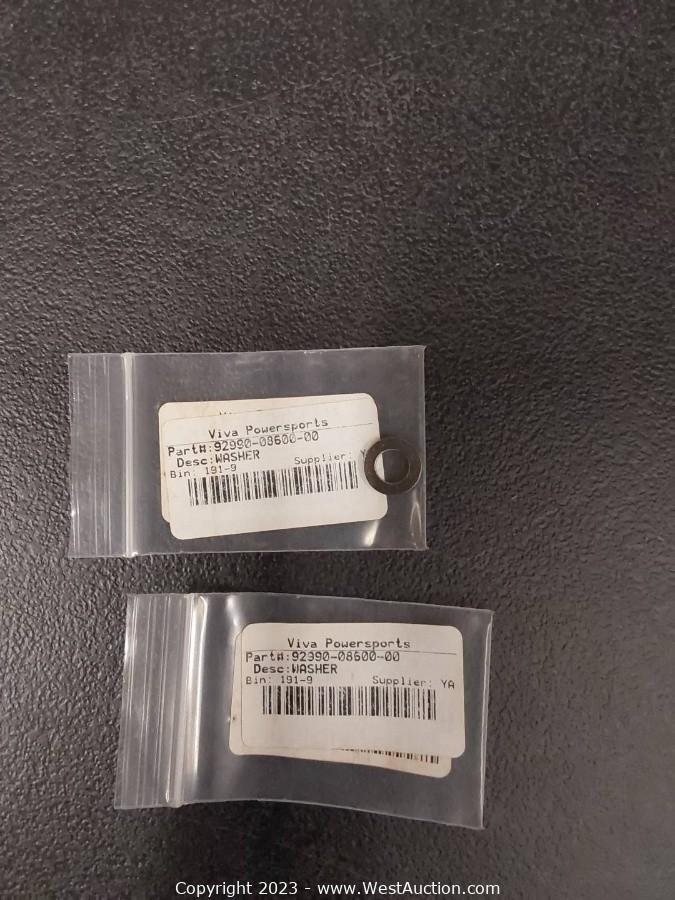 Viva Powersports
Part#:92990-08600-00
Desc:WASHER
Bin: 191-9 Supplier: Y
Viva Powersports
Part#:92990-08600-00
Desc:WASHER
Bin: 191-9 Supplier: YA
Copyright 2023 - www.WestAuction.com